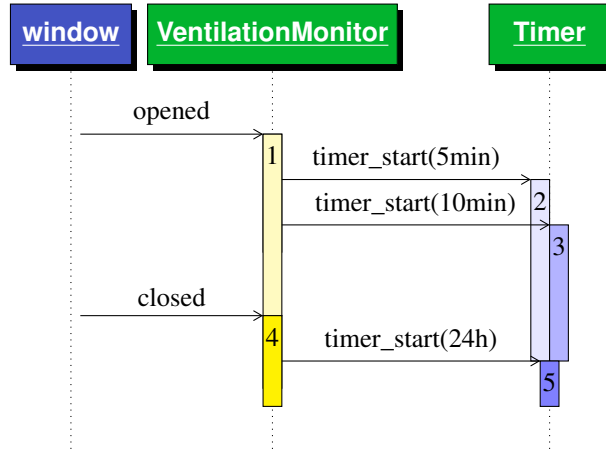 window
VentilationMonitor
Timer
opened
1
timer_start(5min)
2
timer_start(10min)
3
closed
4
timer_start(24h)
5